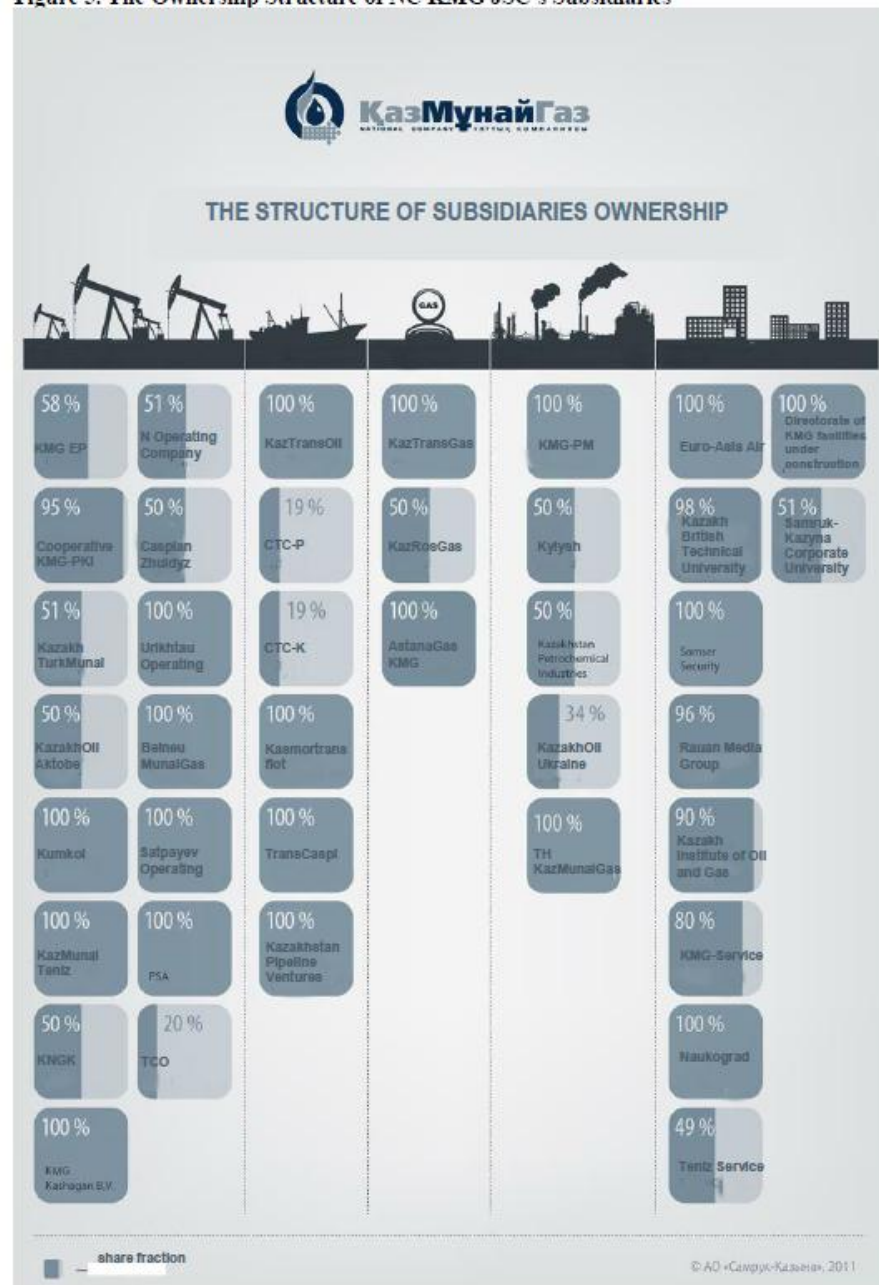 Figure 5. The Ownership Structure of NC KMG JSC's Subsidiaries
ҚазМұнайГаз
NATIONAL COMPANY ҰЛТТЫҚ КОМПАНИЯСЫ
THE STRUCTURE OF SUBSIDIARIES OWNERSHIP
GAS
58 %
KMG EP
95 %
Cooperative
KMG-PKI
51 %
Kazakh
TurkMunai
50 %
KazakhOil
Aktobe
100 %
Kumkol
100 %
KazMunai
Teniz
50 %
KNGK
100 %
KMG
Kashagan B.V.
51 %
N Operating
Company
50 %
Caspian
Zhuldyz
100 %
Urikhtau
Operating
100 %
Beineu
MunaiGas
100 %
Satpayev
Operating
100 %
PSA
20 %
TCO
100 %
KazTransOil
19 %
CTC-P
19 %
CTC-K
100 %
Kasmortrans
flot
100 %
TransCaspi
100 %
Kazakhstan
Pipeline
Ventures
100 %
KazTransGas
50 %
KazRosGas
100 %
AstanaGas
KMG
100 %
KMG-PM
50 %
Kylysh
50 %
Kazakhstan
Petrochemical
Industries
34 %
KazakhOil
Ukraine
100 %
TH
KazMunaiGas
100 %
Euro-Asia Air
98 %
Kazakh
British
Technical
University
100 %
Semser
Security
96 %
Rauan Media
Group
90 %
Kazakh
Institute of Oil
and Gas
80 %
KMG-Service
100 %
Naukograd
49 %
Teniz Service
100 %
Directorate of
KMG facilities
under
construction
51 %
Samruk-
Kazyna
Corporate
University
— share fraction
© АО «Самрук-Казына», 2011